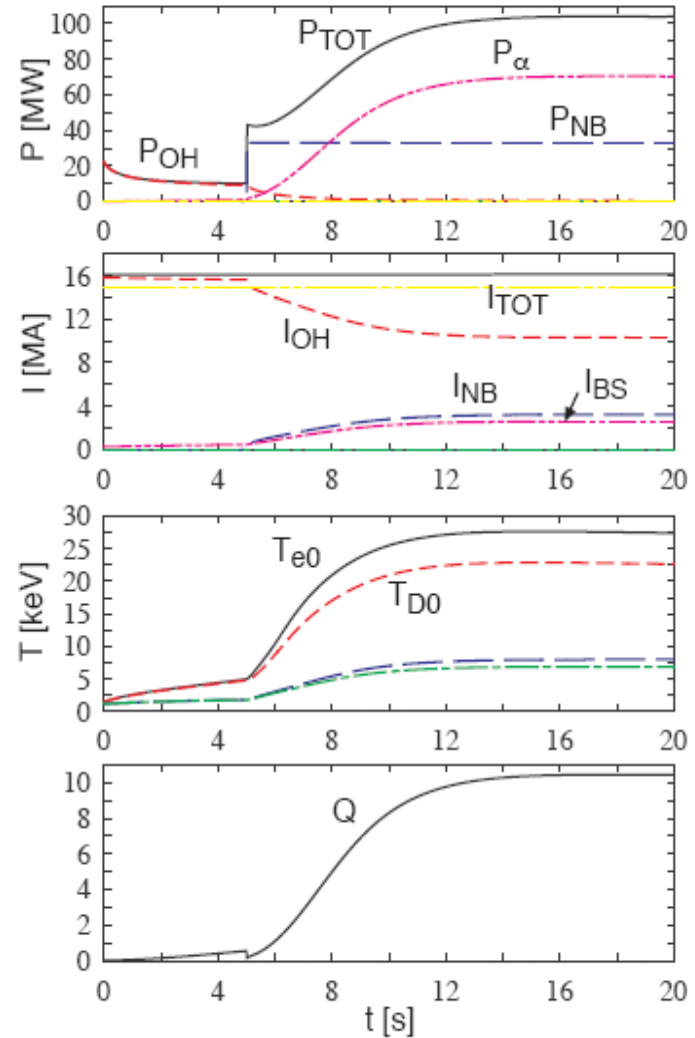 P [MW]
100
80
60
40
20
0
P_TOT
P_α
P_NB
P_OH
0 4 8 12 16 20
I [MA]
16
12
8
4
0
I_TOT
I_OH
I_NB
I_BS
0 4 8 12 16 20
T [keV]
30
25
20
15
10
5
0
T_e0
T_D0
0 4 8 12 16 20
10
8
6
4
2
0
Q
0 4 8 12 16 20
t [s]